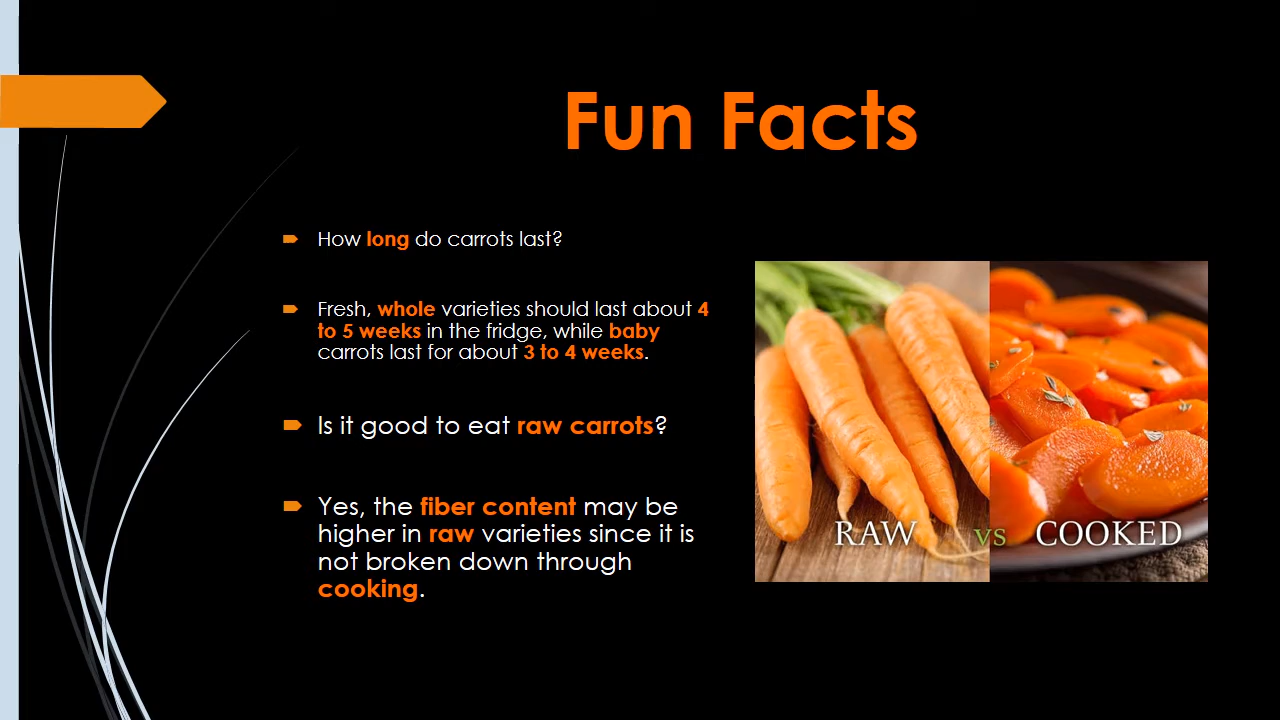 Fun Facts
How long do carrots last?
Fresh, whole varieties should last about 4
to 5 weeks in the fridge, while baby
carrots last for about 3 to 4 weeks.
Is it good to eat raw carrots?
Yes, the fiber content may be
higher in raw varieties since it is
not broken down through
cooking.
RAW vs COOKED